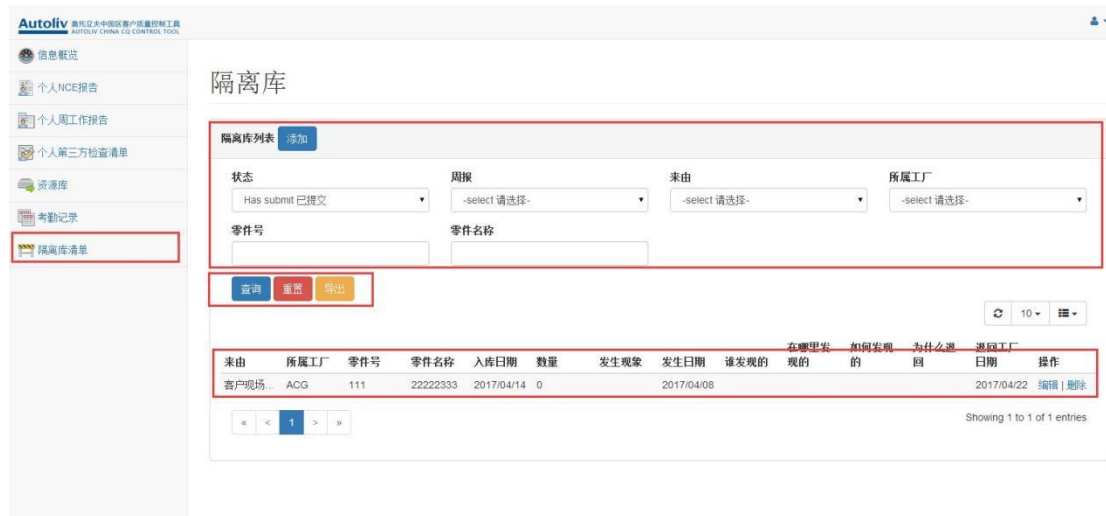 Autoliv 奥托立夫中国区客户质量控制工具
AUTOLIV CHINA CQ CONTROL TOOL
信息概览
个人NCE报告
个人周工作报告
个人第三方检查清单
资源库
考勤记录
隔离库清单
隔离库
隔离库列表 添加
状态 周报 来由 所属工厂
Has submit 已提交 -select 请选择- -select 请选择- -select 请选择-
零件号 零件名称
查询 重置 导出
10
来由 所属工厂 零件号 零件名称 入库日期 数量 发生现象 发生日期 谁发现的 在哪里发现的 如何发现的 为什么退回 退回工厂日期 操作
客户现场... ACG 111 22222333 2017/04/14 0 2017/04/08 2017/04/22 编辑 | 删除
« < 1 > »
Showing 1 to 1 of 1 entries